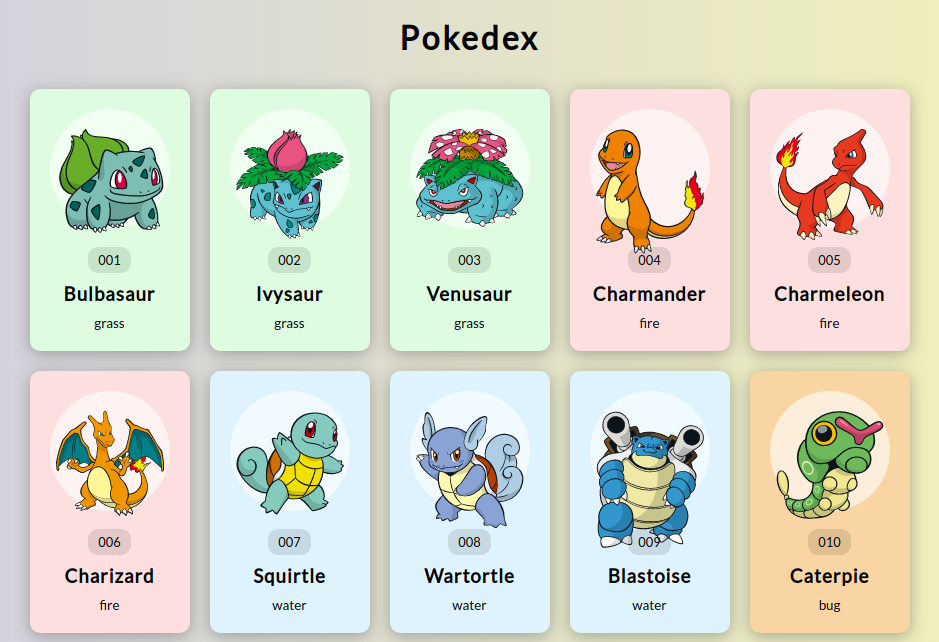 Pokedex
001
Bulbasaur
grass
002
Ivysaur
grass
003
Venusaur
grass
004
Charmander
fire
005
Charmeleon
fire
006
Charizard
fire
007
Squirtle
water
008
Wartortle
water
009
Blastoise
water
010
Caterpie
bug